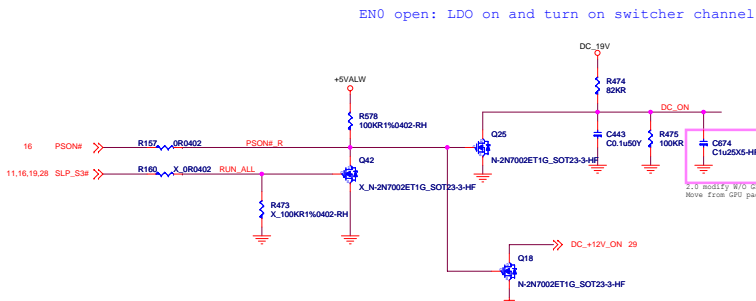 EN0 open: LDO on and turn on switcher channel
DC_19V
R474
82KR
+5VALW
DC_ON
R578
100KR1%0402-RH
Q25
C443
C0.1u50Y
R475
100KR
C674
C1u25X5-HF
16 PSON# R157 0R0402 PSON#_R
N-2N7002ET1G_SOT23-3-HF
Q42
11,16,19,28 SLP_S3# R160 X_0R0402 RUN_ALL
X_N-2N7002ET1G_SOT23-3-HF
2.0 modify W/O
Move from GPU
R473
X_100KR1%0402-RH
DC_+12V_ON 29
Q18
N-2N7002ET1G_SOT23-3-HF